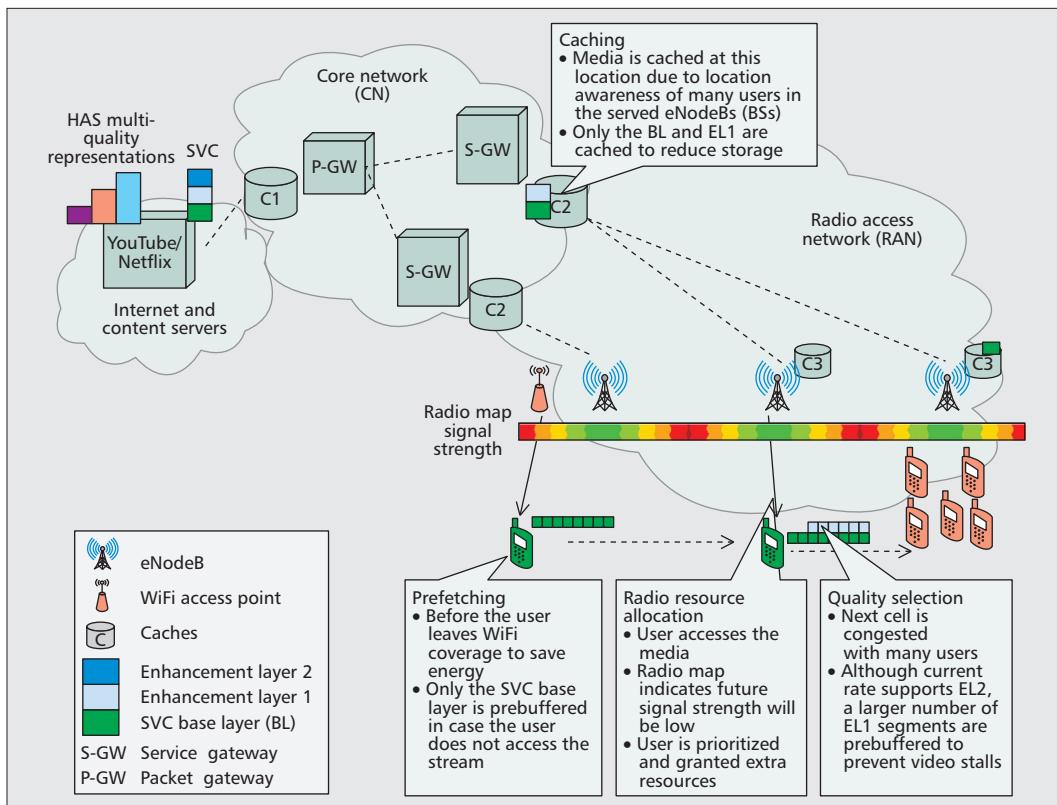 Caching
• Media is cached at this
location due to location
awareness of many users in
the served eNodeBs (BSs)
• Only the BL and EL1 are
cached to reduce storage
Core network
(CN)
HAS multi-
quality
representations
SVC
S-GW
P-GW
C1
C2
Radio access
network (RAN)
YouTube/
Netflix
S-GW
C2
Internet and
content servers
C3
C3
Radio map
signal
strength
eNodeB
WiFi access point
C
Caches
Enhancement layer 2
Enhancement layer 1
SVC base layer (BL)
S-GW Service gateway
P-GW Packet gateway
Prefetching
• Before the user
leaves WiFi
coverage to save
energy
• Only the SVC base
layer is prebuffered
in case the user
does not access the
stream
Radio resource
allocation
• User accesses the
media
• Radio map
indicates future
signal strength will
be low
• User is prioritized
and granted extra
resources
Quality selection
• Next cell is
congested
with many users
• Although current
rate supports EL2,
a larger number of
EL1 segments are
prebuffered to
prevent video stalls